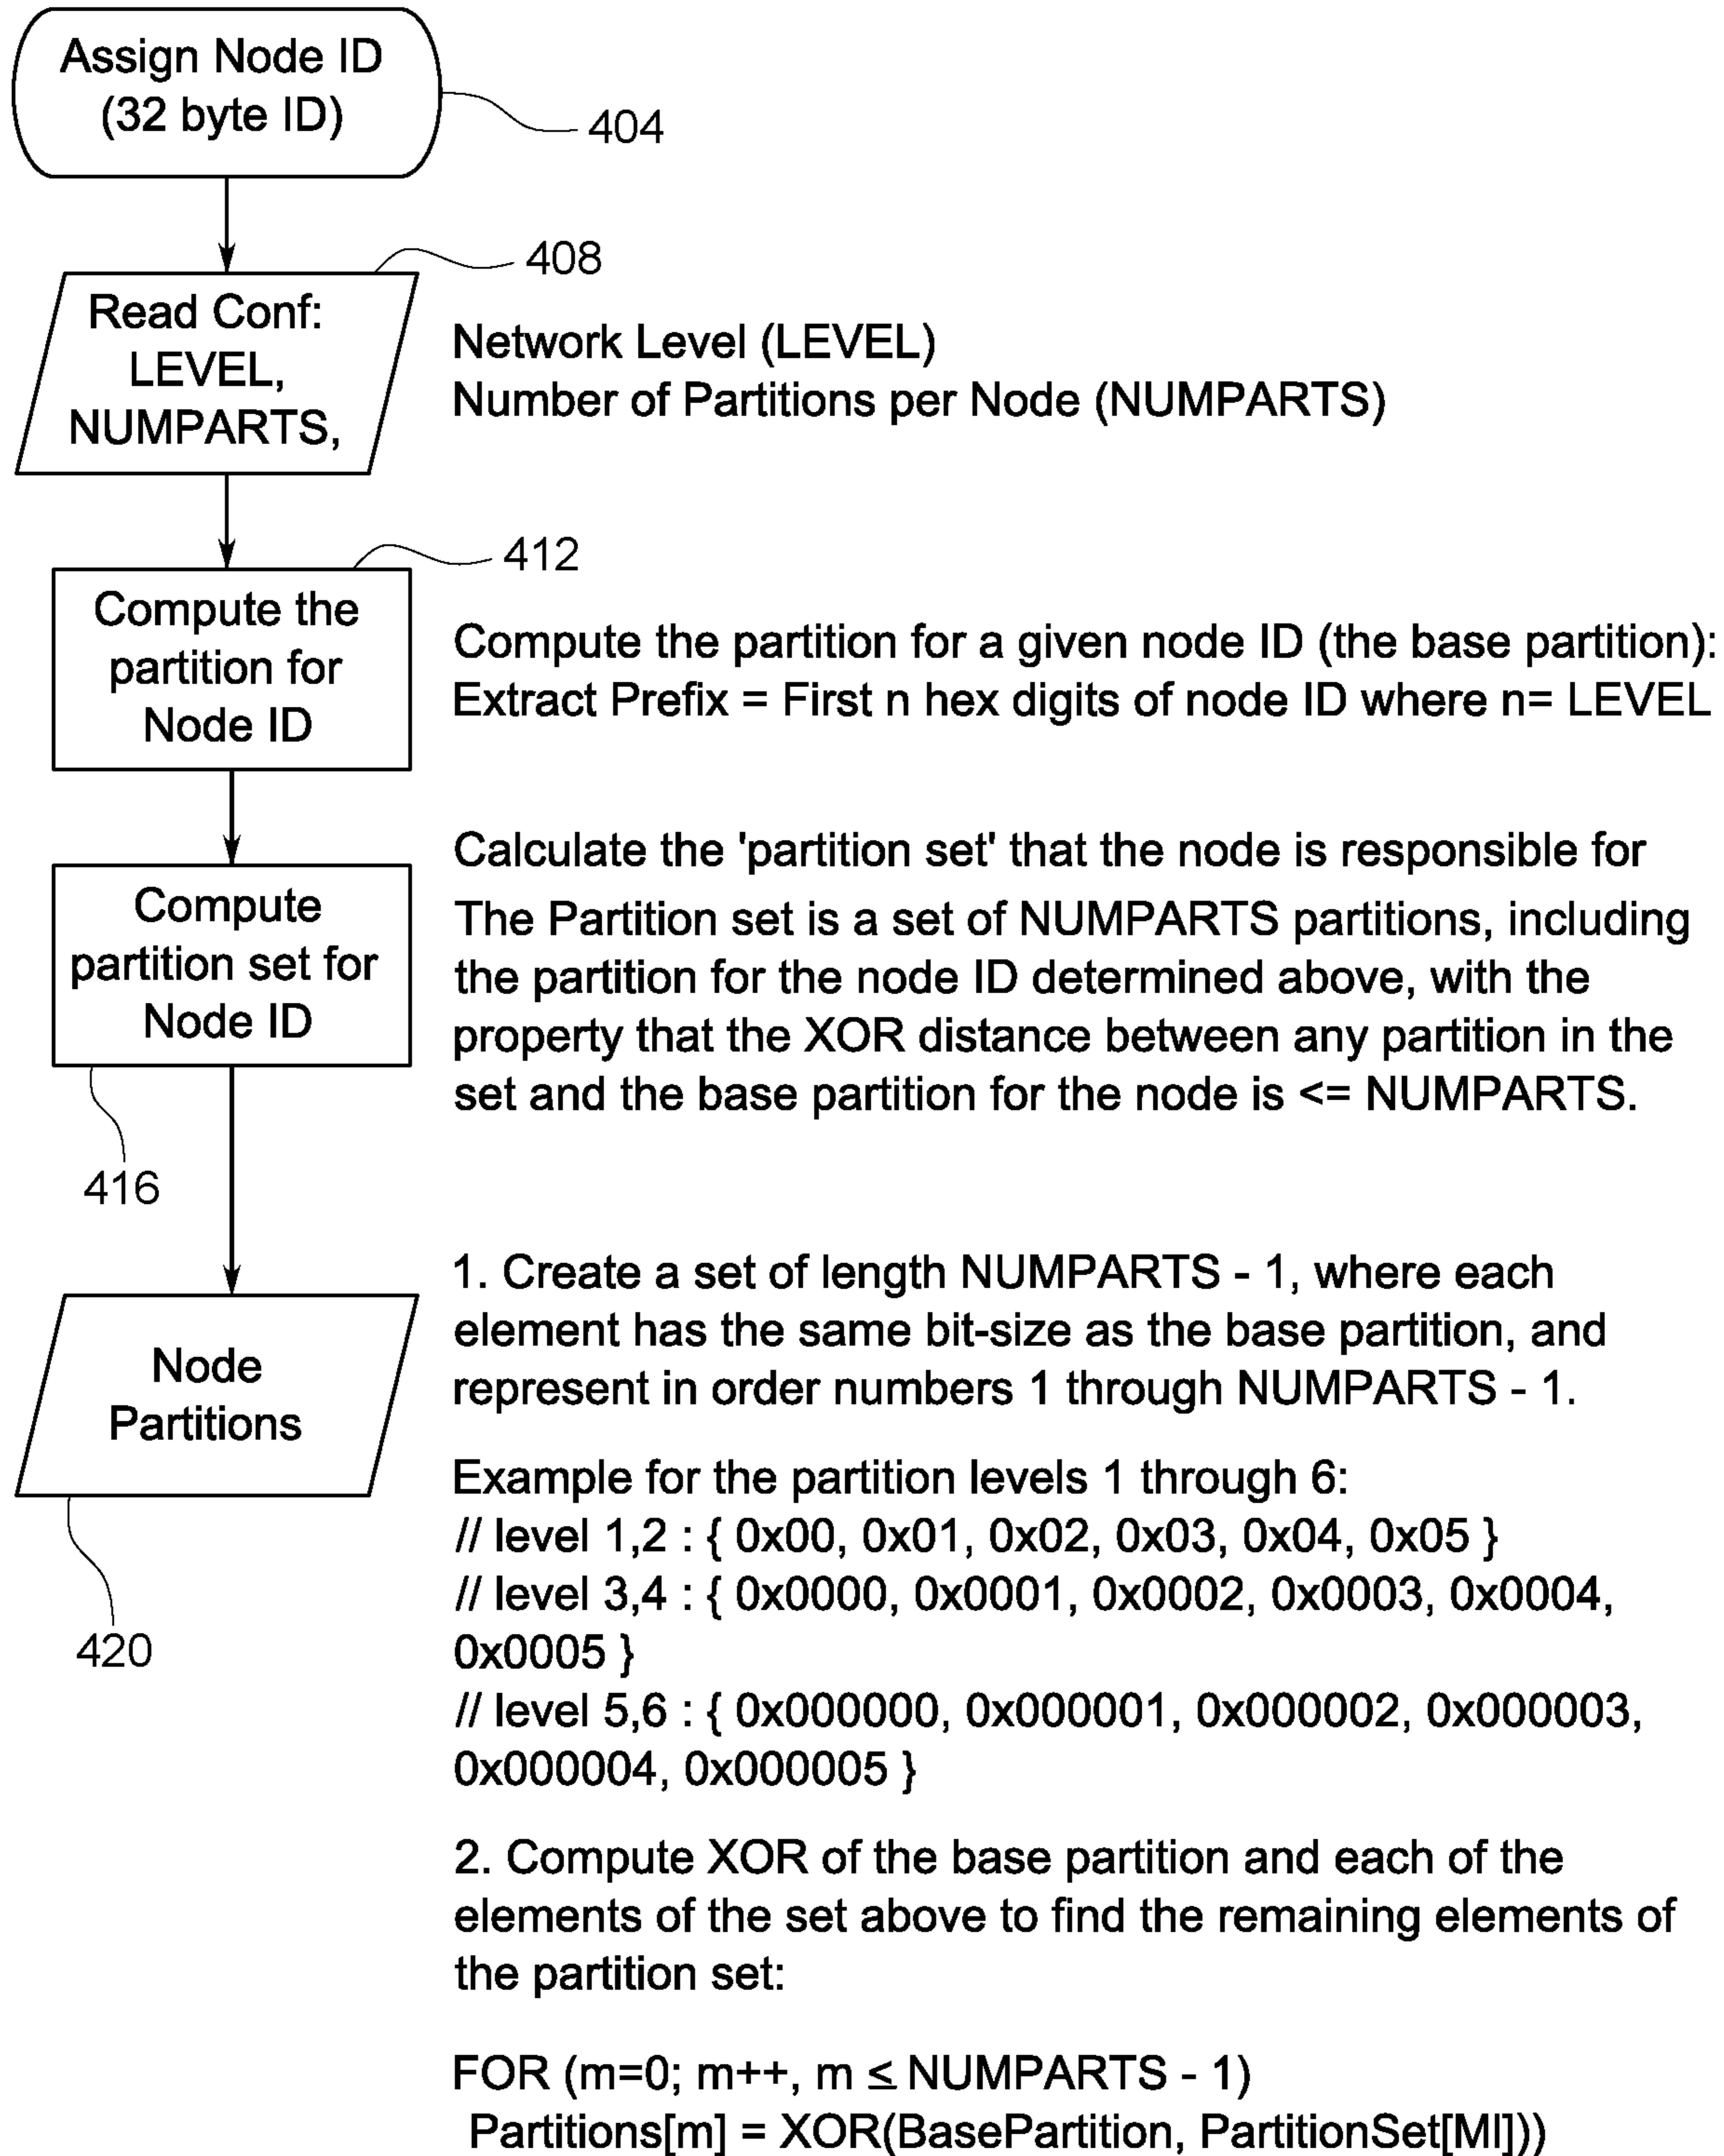 Assign Node ID
(32 byte ID)
404
408
Read Conf:
LEVEL,
NUMPARTS,
Network Level (LEVEL)
Number of Partitions per Node (NUMPARTS)
412
Compute the
partition for
Node ID
Compute the partition for a given node ID (the base partition):
Extract Prefix = First n hex digits of node ID where n= LEVEL
Compute
partition set for
Node ID
416
Calculate the 'partition set' that the node is responsible for
The Partition set is a set of NUMPARTS partitions, including
the partition for the node ID determined above, with the
property that the XOR distance between any partition in the
set and the base partition for the node is <= NUMPARTS.
Node
Partitions
420
1. Create a set of length NUMPARTS - 1, where each
element has the same bit-size as the base partition, and
represent in order numbers 1 through NUMPARTS - 1.
Example for the partition levels 1 through 6:
// level 1,2 : { 0x00, 0x01, 0x02, 0x03, 0x04, 0x05 }
// level 3,4 : { 0x0000, 0x0001, 0x0002, 0x0003, 0x0004,
0x0005 }
// level 5,6 : { 0x000000, 0x000001, 0x000002, 0x000003,
0x000004, 0x000005 }
2. Compute XOR of the base partition and each of the
elements of the set above to find the remaining elements of
the partition set:
FOR (m=0; m++, m ≤ NUMPARTS - 1)
Partitions[m] = XOR(BasePartition, PartitionSet[MI]))